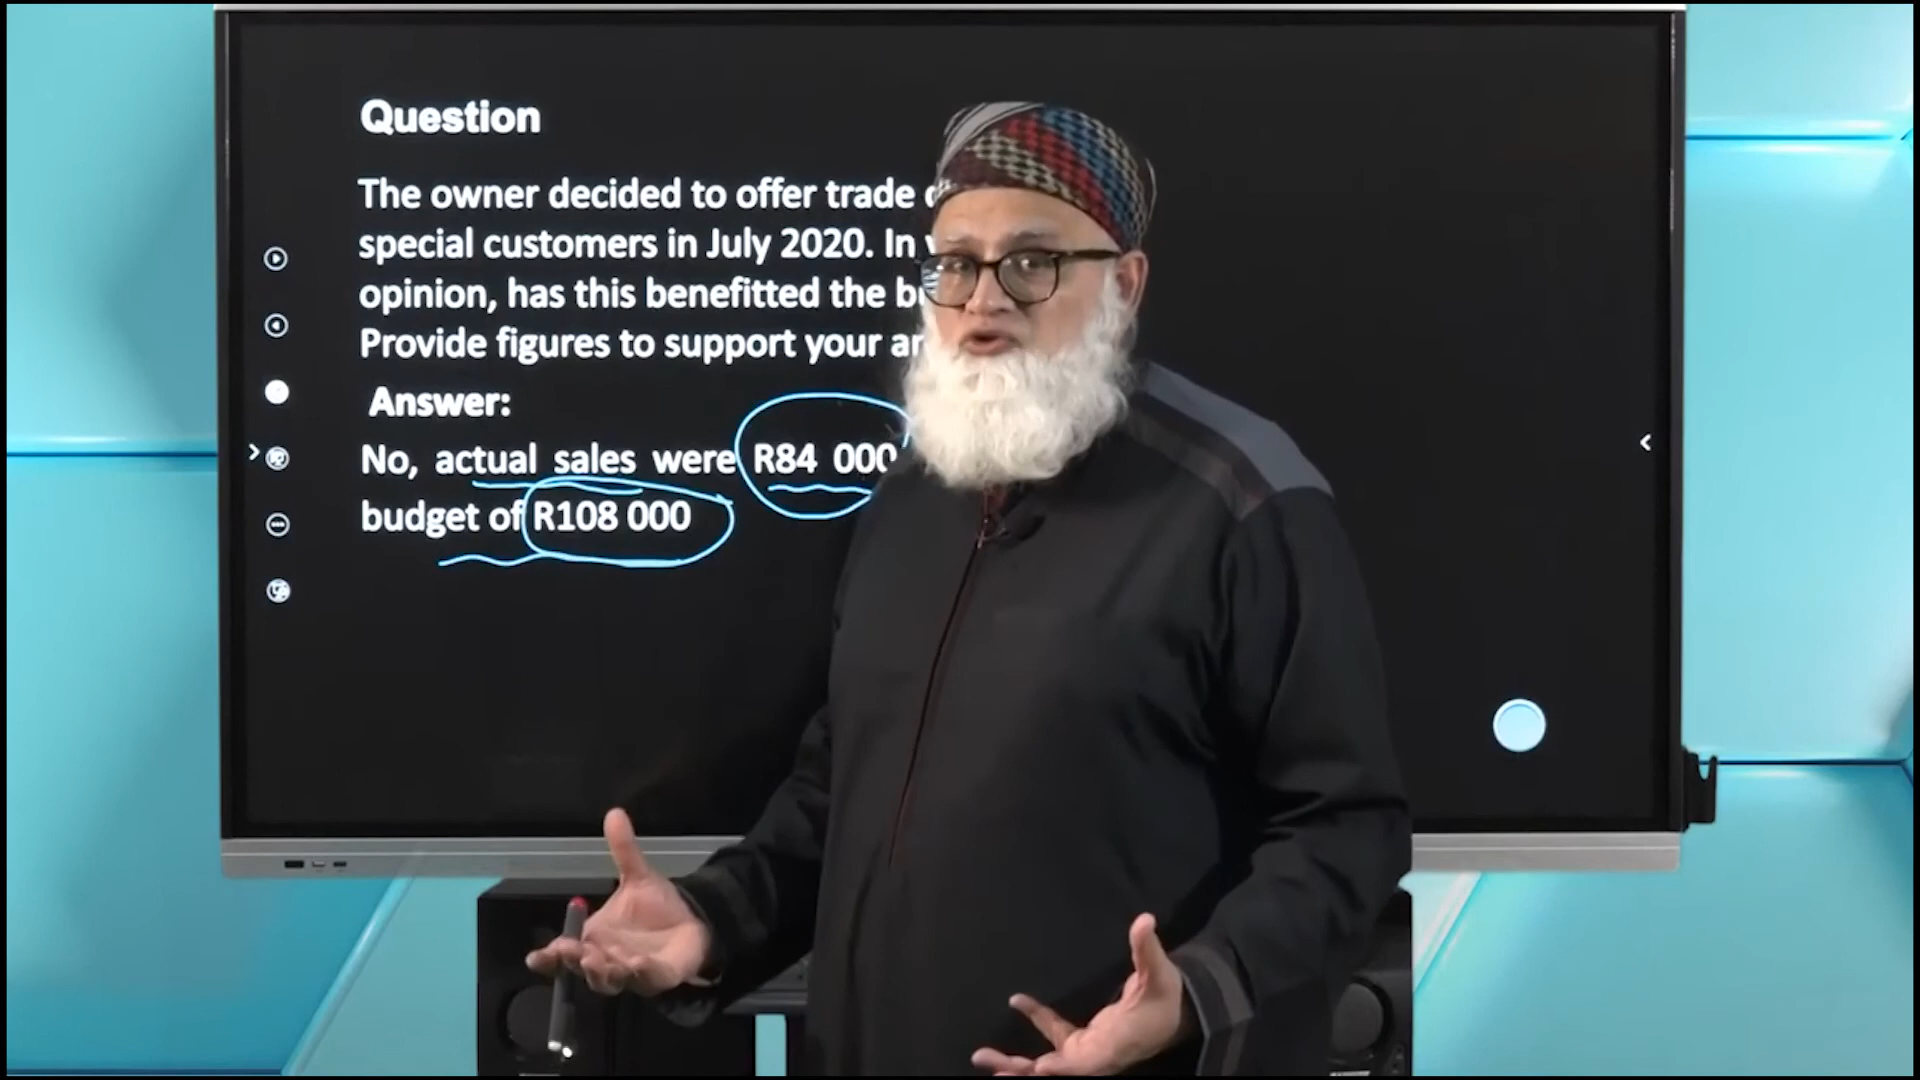 Question
The owner decided to offer trade
special customers in July 2020. In
opinion, has this benefitted the
Provide figures to support your
Answer:
No, actual sales were R84 000
budget of R108 000